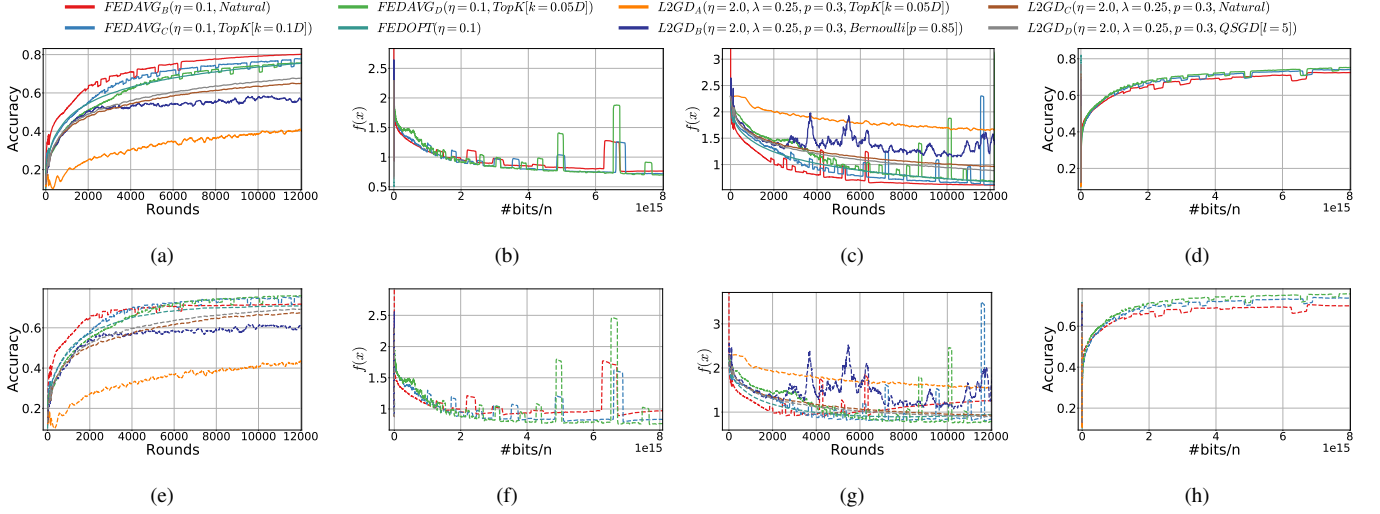 FEDAVG_B(η = 0.1, Natural) FEDAVG_D(η = 0.1, TopK[k = 0.05D]) L2GD_A(η = 2.0, λ = 0.25, p = 0.3, TopK[k = 0.05D]) L2GD_C(η = 2.0, λ = 0.25, p = 0.3, Natural)
FEDAVG_C(η = 0.1, TopK[k = 0.1D]) FEDOPT(η = 0.1) L2GD_B(η = 2.0, λ = 0.25, p = 0.3, Bernoulli[p = 0.85]) L2GD_D(η = 2.0, λ = 0.25, p = 0.3, QSGD[l = 5])
Accuracy
0.8
0.6
0.4
0.2
0 2000 4000 6000 8000 10000 12000
Rounds
(a)
f(x)
2.5
2.0
1.5
1.0
0.5
0 2 4 6 8
#bits/n 1e15
(b)
f(x)
3.5
3.0
2.5
2.0
1.5
1
0 2000 4000 6000 8000 10000 12000
Rounds
(c)
Accuracy
0.8
0.6
0.4
0.2
0 2 4 6 8
#bits/n 1e15
(d)
Accuracy
0.6
0.4
0.2
0 2000 4000 6000 8000 10000 12000
Rounds
(e)
f(x)
2.5
2.0
1.5
1
0 2 4 6 8
#bits/n 1e15
(f)
f(x)
3
2
1
0 2000 4000 6000 8000 10000 12000
Rounds
(g)
Accuracy
0.6
0.4
0.2
0 2 4 6 8
#bits/n 1e15
(h)